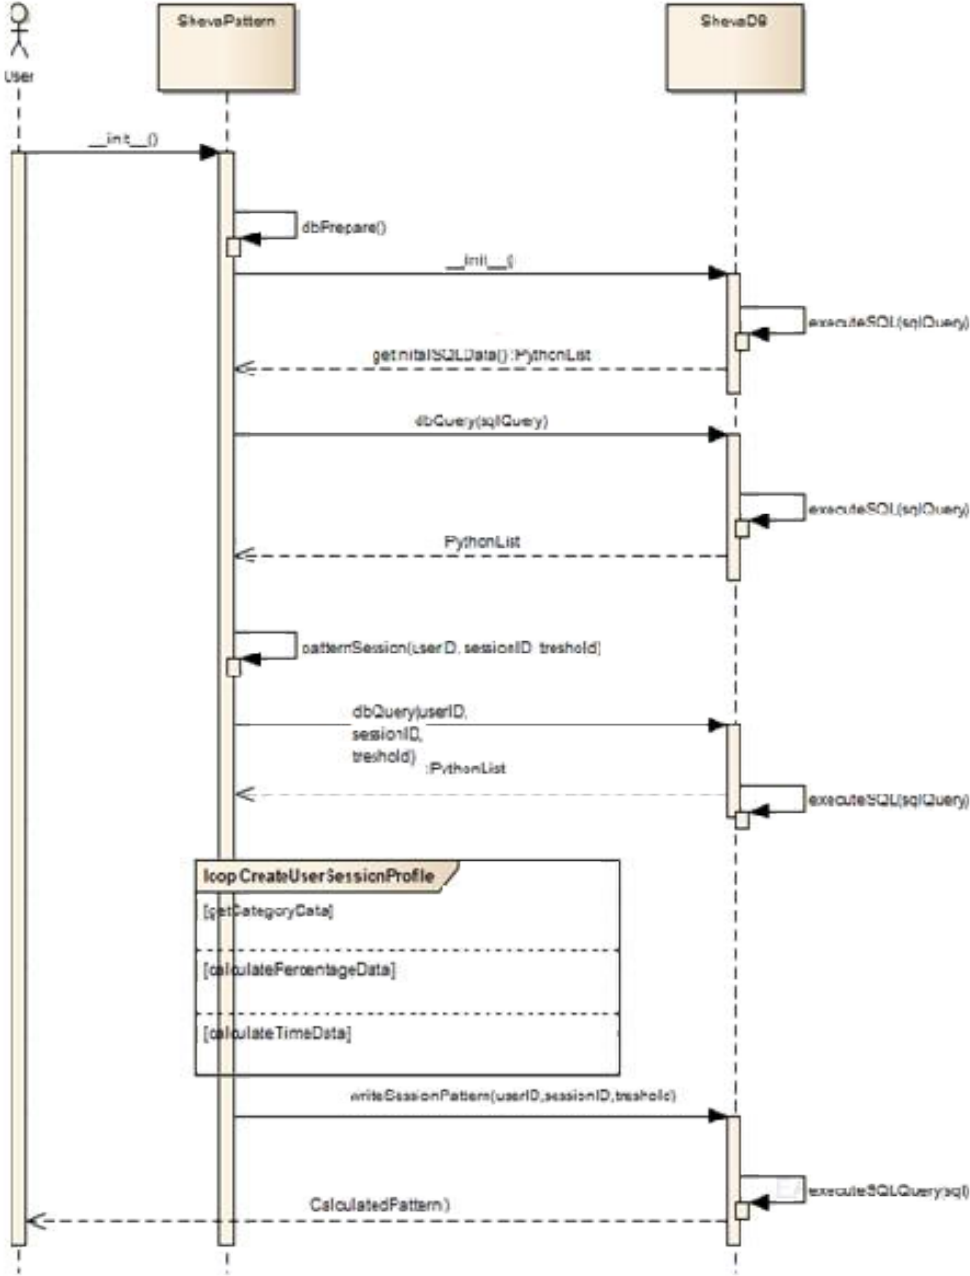 ShevaPattern
ShevaDB
User
__init__()
dbPrepare()
__init__()
executeSQL(sqlQuery)
getInitalSQLData():PythonList
dbQuery(sqlQuery)
executeSQL(sqlQuery)
PythonList
patternSession(userID, sessionID, treshold)
dbQuery(userID,
sessionID,
treshold)
:PythonList
executeSQL(sqlQuery)
loop CreateUserSessionProfile
[getCategoryData]
[calculatePercentageData]
[calculateTimeData]
writeSessionPattern(userID,sessionID,treshold)
executeSQLQuery(sql)
CalculatedPattern()